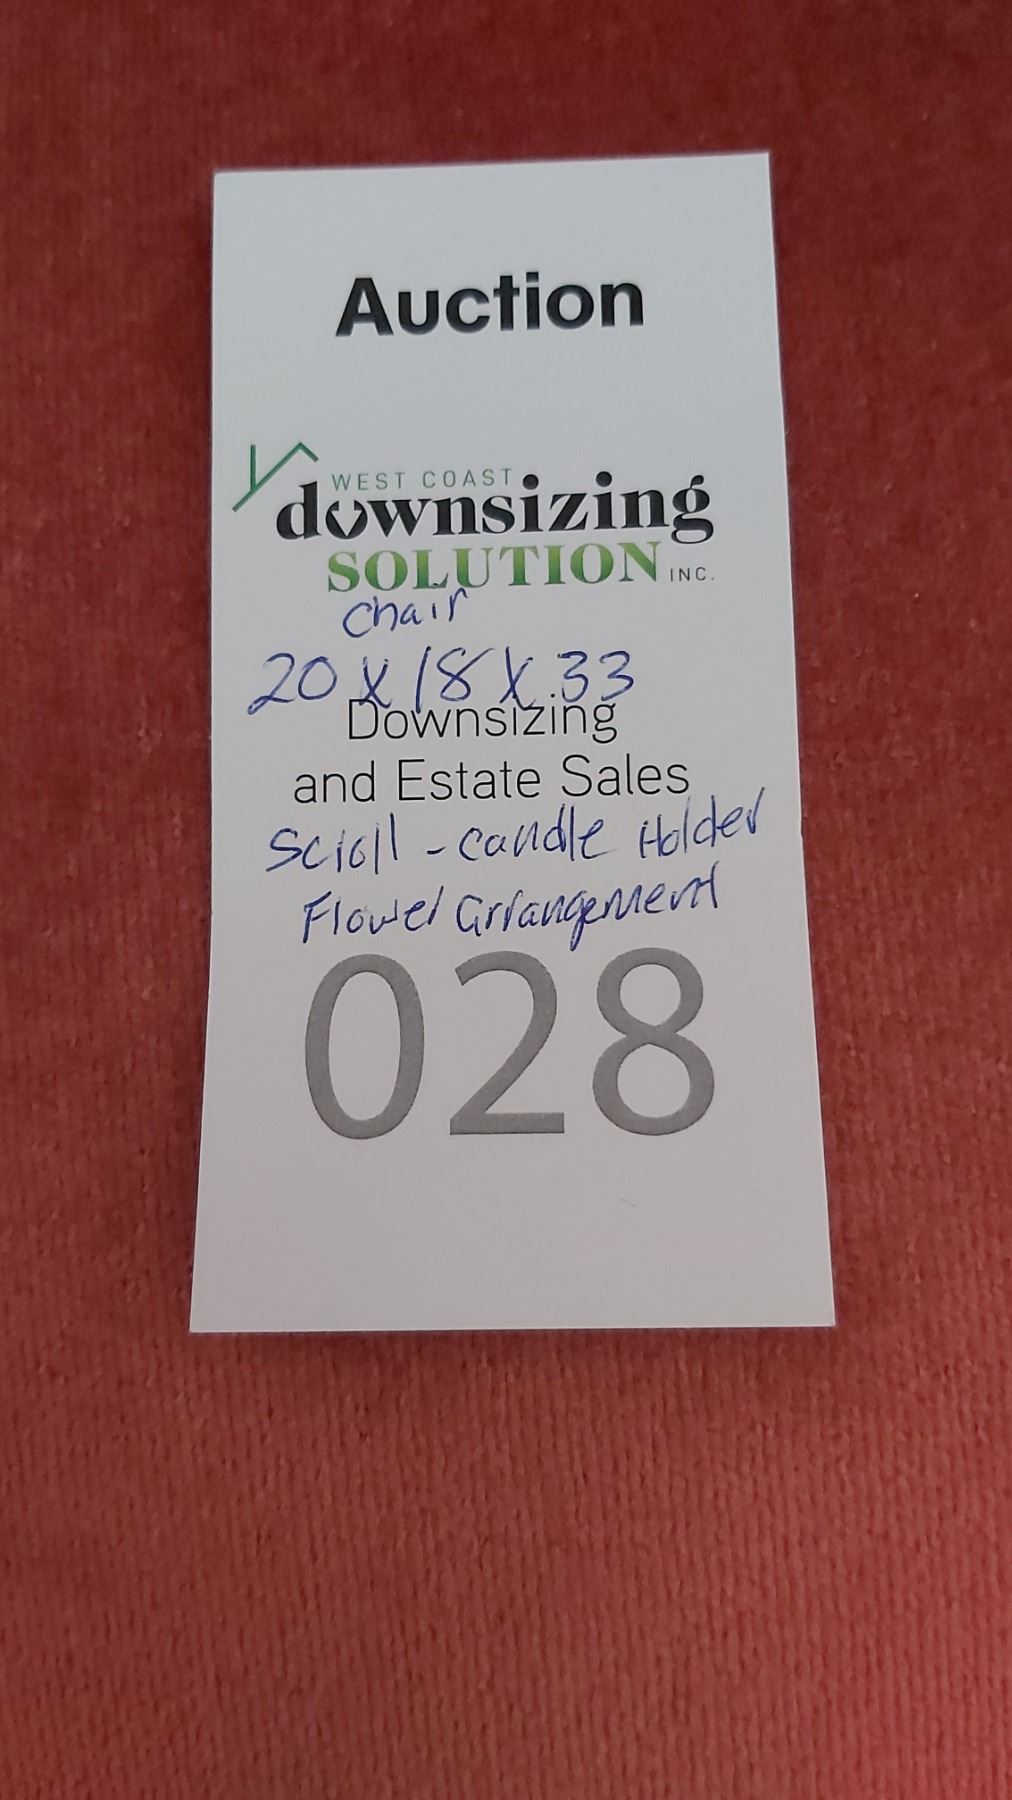 Auction
WEST COAST
downsizing
SOLUTION INC.
Chair
20 x 18 x 33
Downsizing
and Estate Sales
Scroll - Candle Holder
Flower Arrangement
028